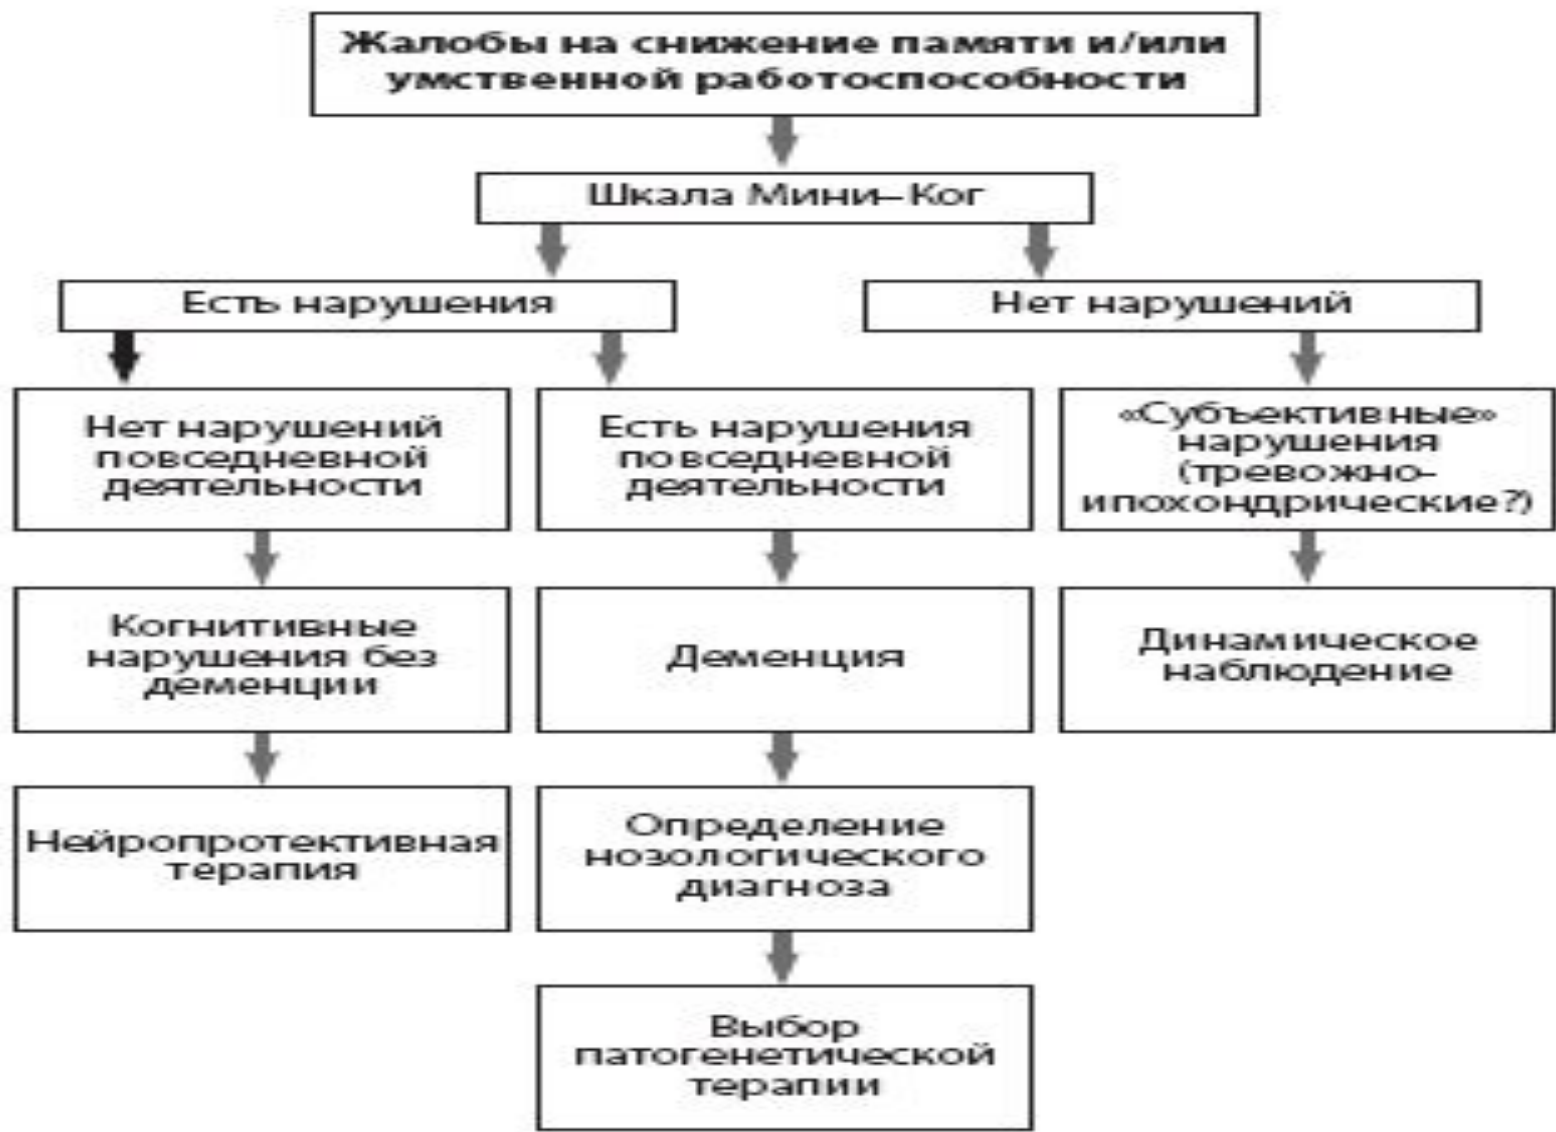 Жалобы на снижение памяти и/или
умственной работоспособности
Шкала Мини–Ког
Есть нарушения
Нет нарушений
Нет нарушений
повседневной
деятельности
Есть нарушения
повседневной
деятельности
«Субъективные»
нарушения
(тревожно-
ипохондрические?)
Когнитивные
нарушения без
деменции
Деменция
Динамическое
наблюдение
Нейропротективная
терапия
Определение
нозологического
диагноза
Выбор
патогенетической
терапии